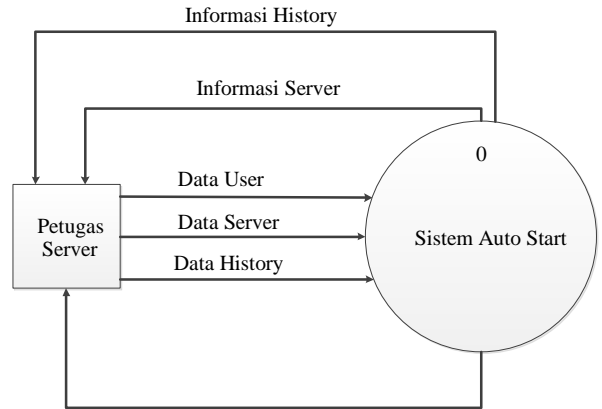 Informasi History
Informasi Server
0
Data User
Petugas
Server
Data Server
Sistem Auto Start
Data History